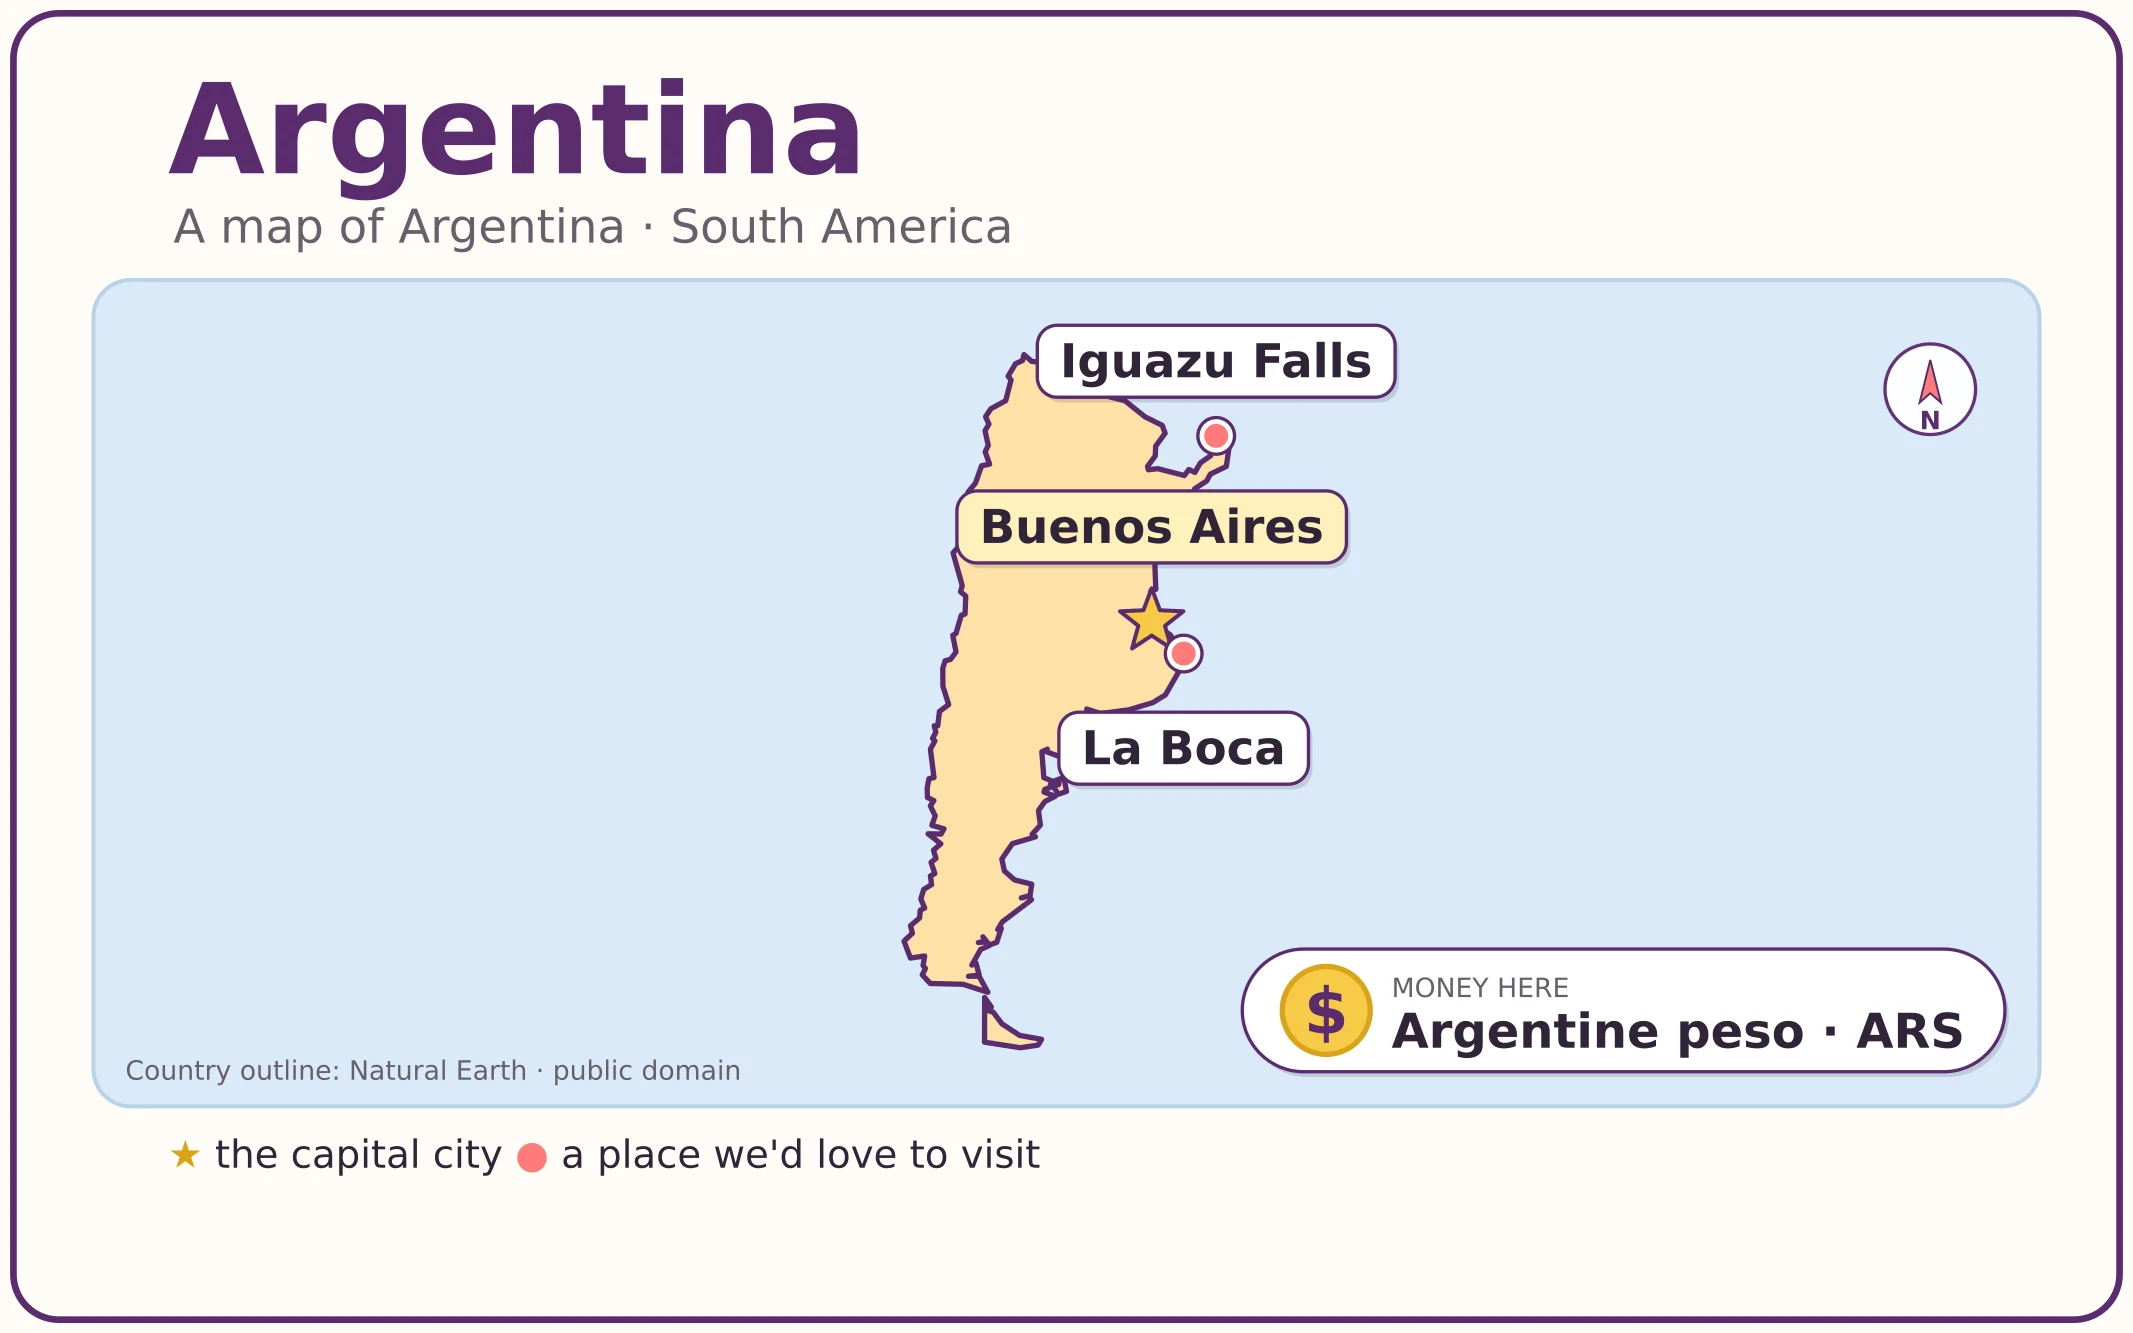 Argentina
A map of Argentina · South America
Iguazu Falls
N
Buenos Aires
La Boca
$
MONEY HERE
Argentine peso · ARS
Country outline: Natural Earth · public domain
★ the capital city ● a place we'd love to visit